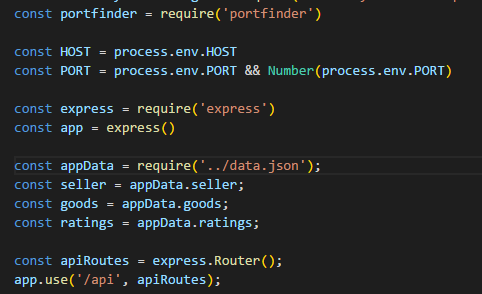 const portfinder = require('portfinder')
const HOST = process.env.HOST
const PORT = process.env.PORT && Number(process.env.PORT)
const express = require('express')
const app = express()
const appData = require('../data.json');
const seller = appData.seller;
const goods = appData.goods;
const ratings = appData.ratings;
const apiRoutes = express.Router();
app.use('/api', apiRoutes);